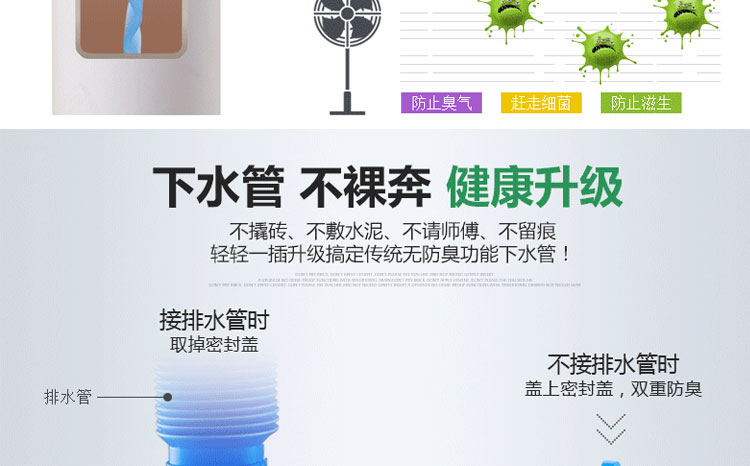 防止臭气 赶走细菌 防止滋生
下水管 不裸奔 健康升级
不撬砖、不敷水泥、不请师傅、不留痕
轻轻一插升级搞定传统无防臭功能下水管！
接排水管时
取掉密封盖
排水管
不接排水管时
盖上密封盖，双重防臭